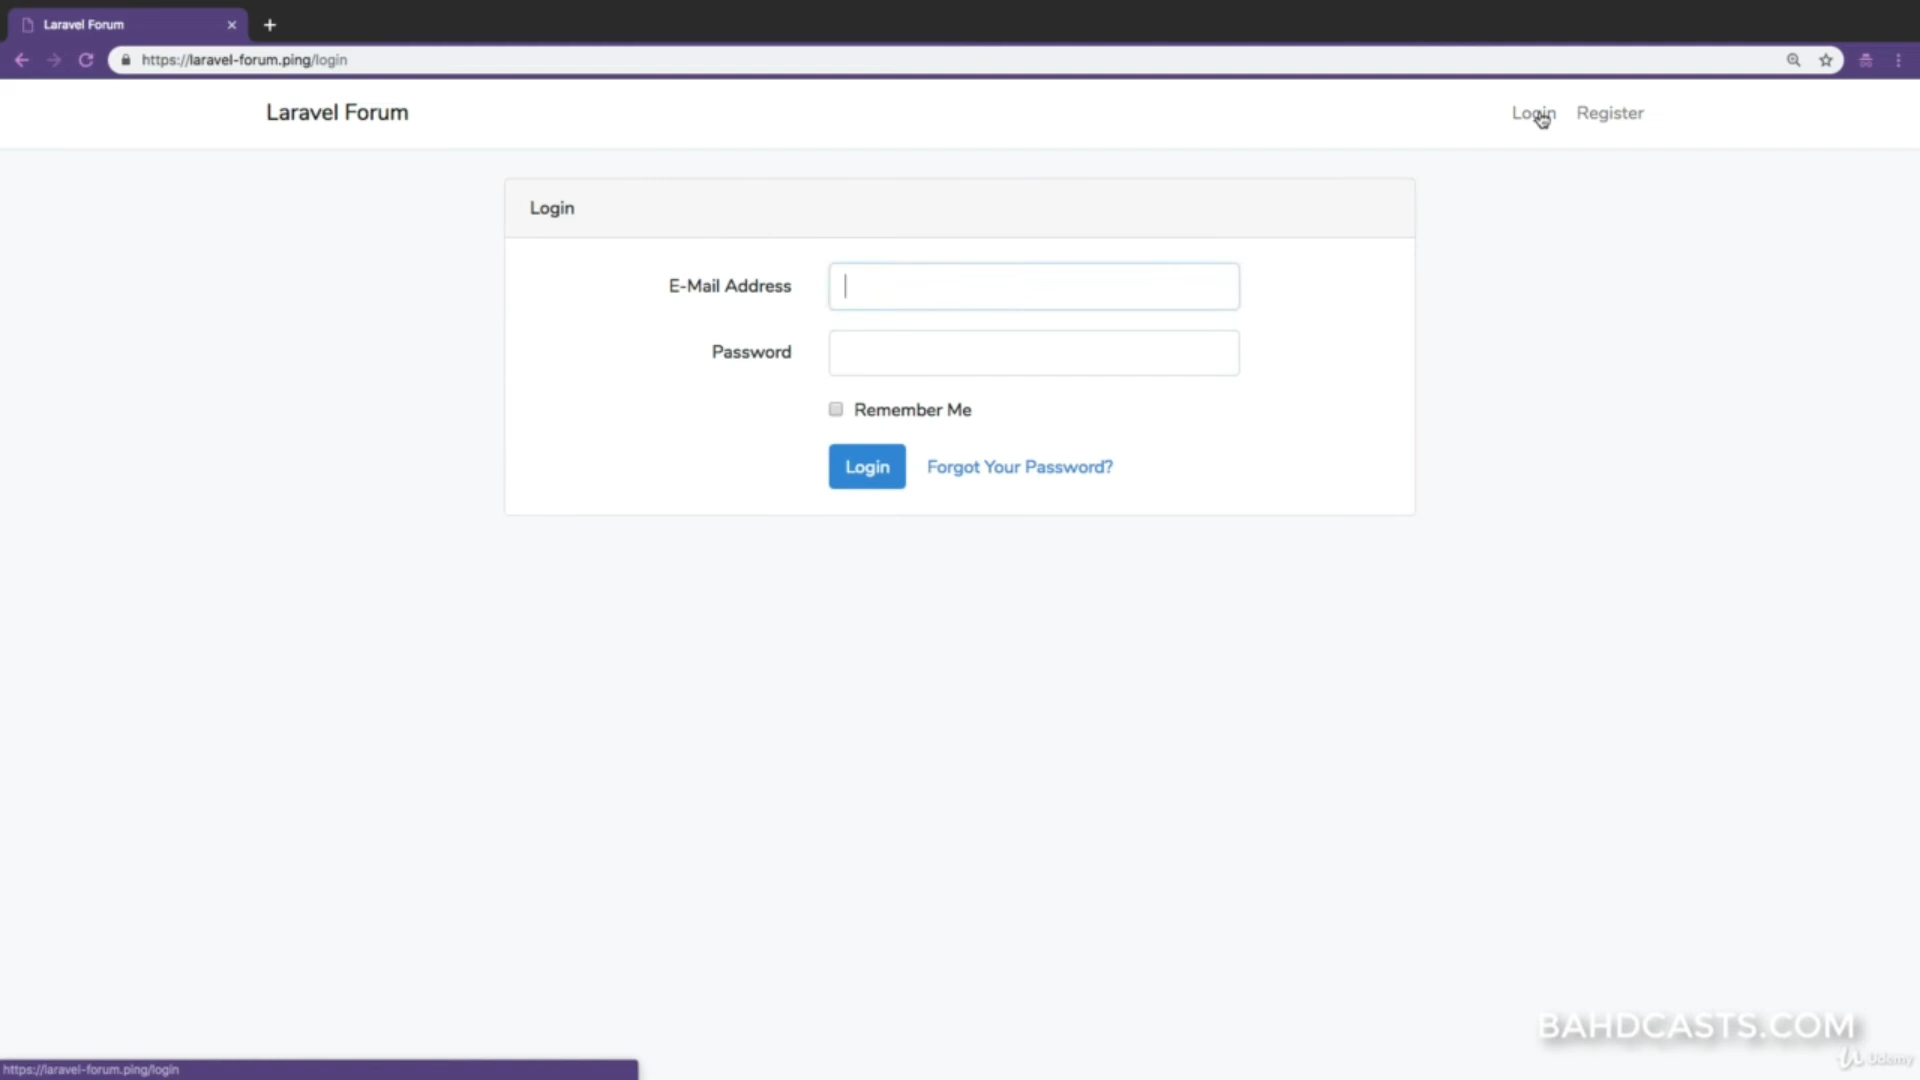 Laravel Forum
https://laravel-forum.ping/login
Laravel Forum
Login Register
Login
E-Mail Address
Password
Remember Me
Login Forgot Your Password?
BAHDCASTS.COM
Udemy
https://laravel-forum.ping/login